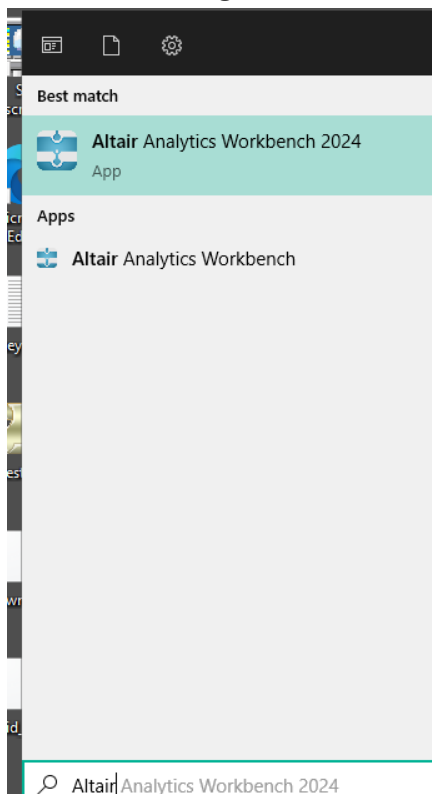 Best match
Altair Analytics Workbench 2024
App
Apps
Altair Analytics Workbench
Altair Analytics Workbench 2024